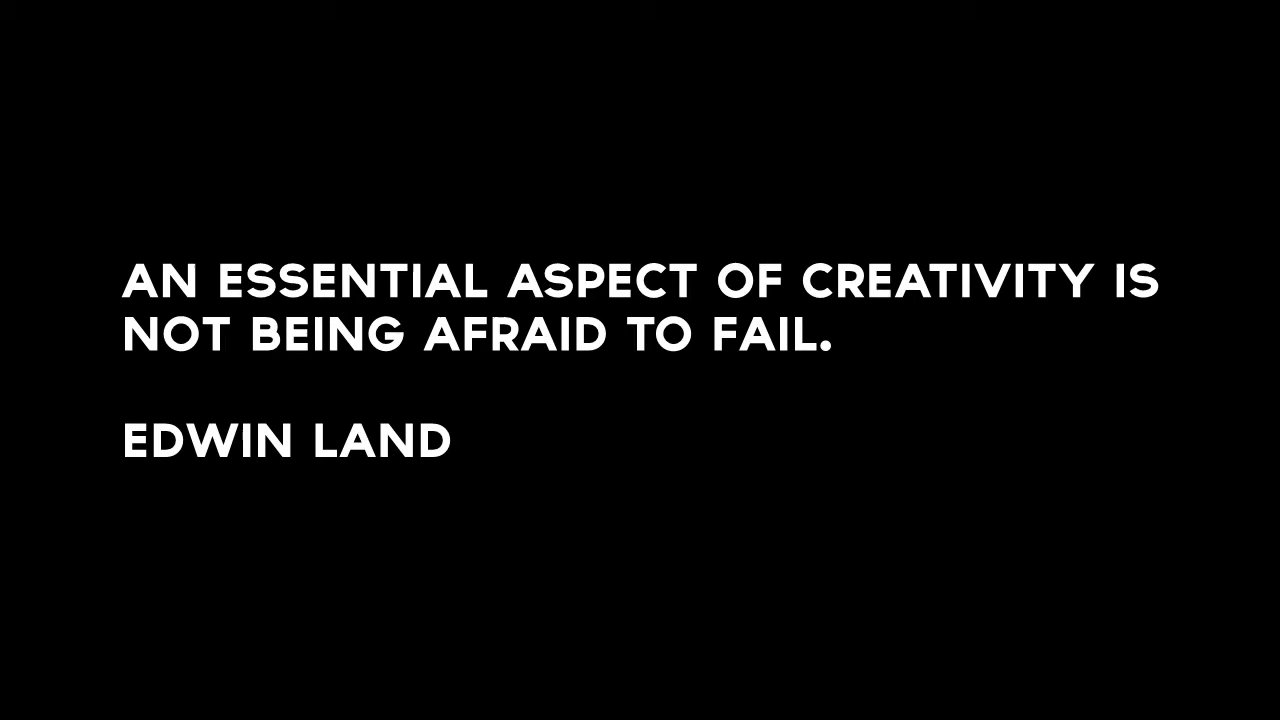 AN ESSENTIAL ASPECT OF CREATIVITY IS
NOT BEING AFRAID TO FAIL.
EDWIN LAND